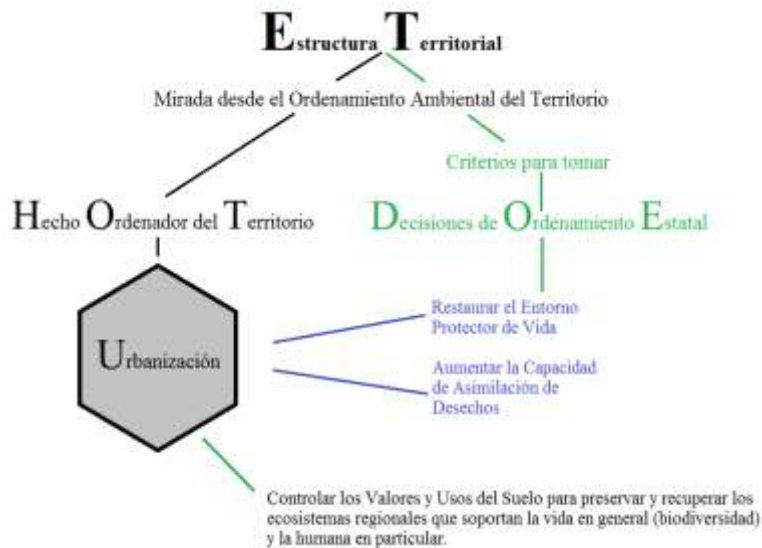 Estructura Territorial
Mirada desde el Ordenamiento Ambiental del Territorio
Criterios para tomar
Hecho Ordenador del Territorio
Decisiones de Ordenamiento Estatal
Urbanización
Restaurar el Entorno
Protector de Vida
Aumentar la Capacidad
de Asimilación de
Desechos
Controlar los Valores y Usos del Suelo para preservar y recuperar los
ecosistemas regionales que soportan la vida en general (biodiversidad)
y la humana en particular.